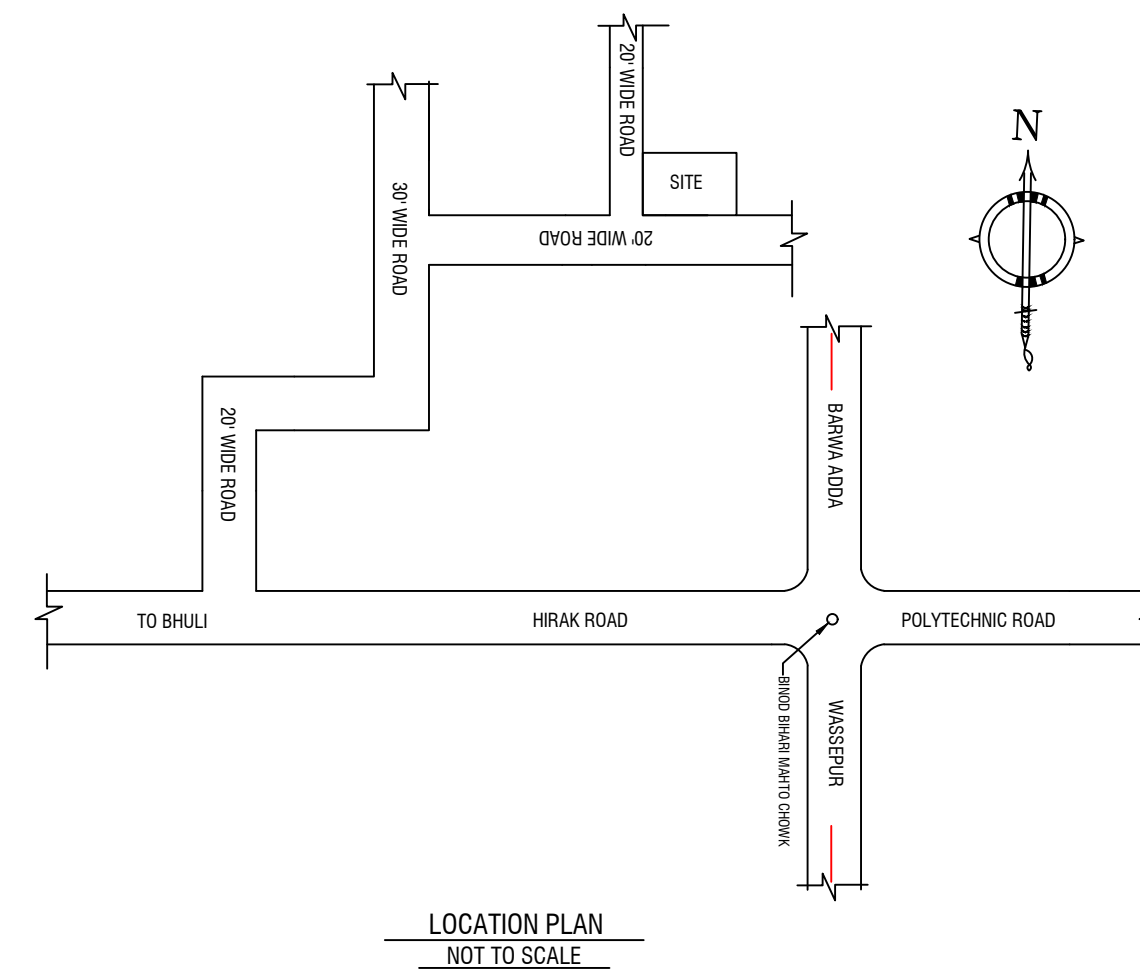 20' WIDE ROAD
N
30' WIDE ROAD
SITE
20' WIDE ROAD
20' WIDE ROAD
BARWA ADDA
TO BHULI
HIRAK ROAD
POLYTECHNIC ROAD
BINOD BIHARI MAHTO CHOWK
WASSEPUR
LOCATION PLAN
NOT TO SCALE